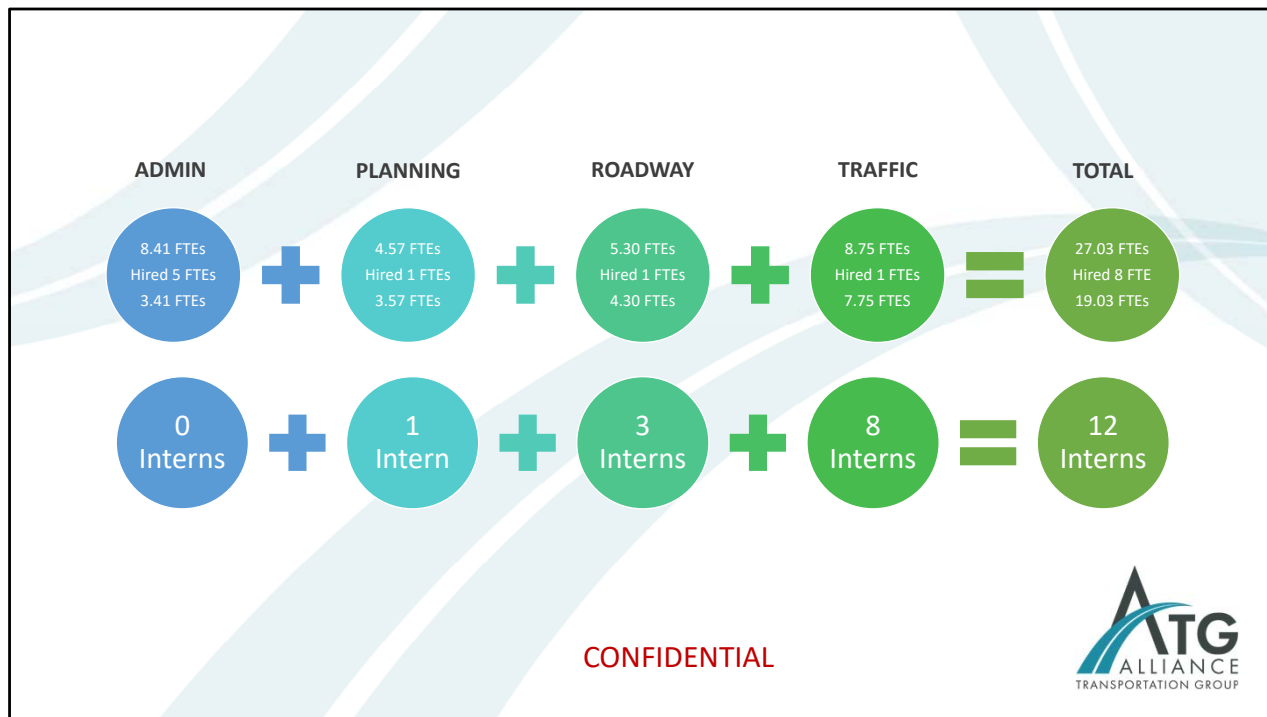 ADMIN
PLANNING
ROADWAY
TRAFFIC
TOTAL
8.41 FTEs
Hired 5 FTEs
3.41 FTEs
4.57 FTEs
Hired 1 FTEs
3.57 FTEs
5.30 FTEs
Hired 1 FTEs
4.30 FTEs
8.75 FTEs
Hired 1 FTEs
7.75 FTES
27.03 FTEs
Hired 8 FTE
19.03 FTEs
0
Interns
1
Intern
3
Interns
8
Interns
12
Interns
CONFIDENTIAL
ATG
ALLIANCE
TRANSPORTATION GROUP